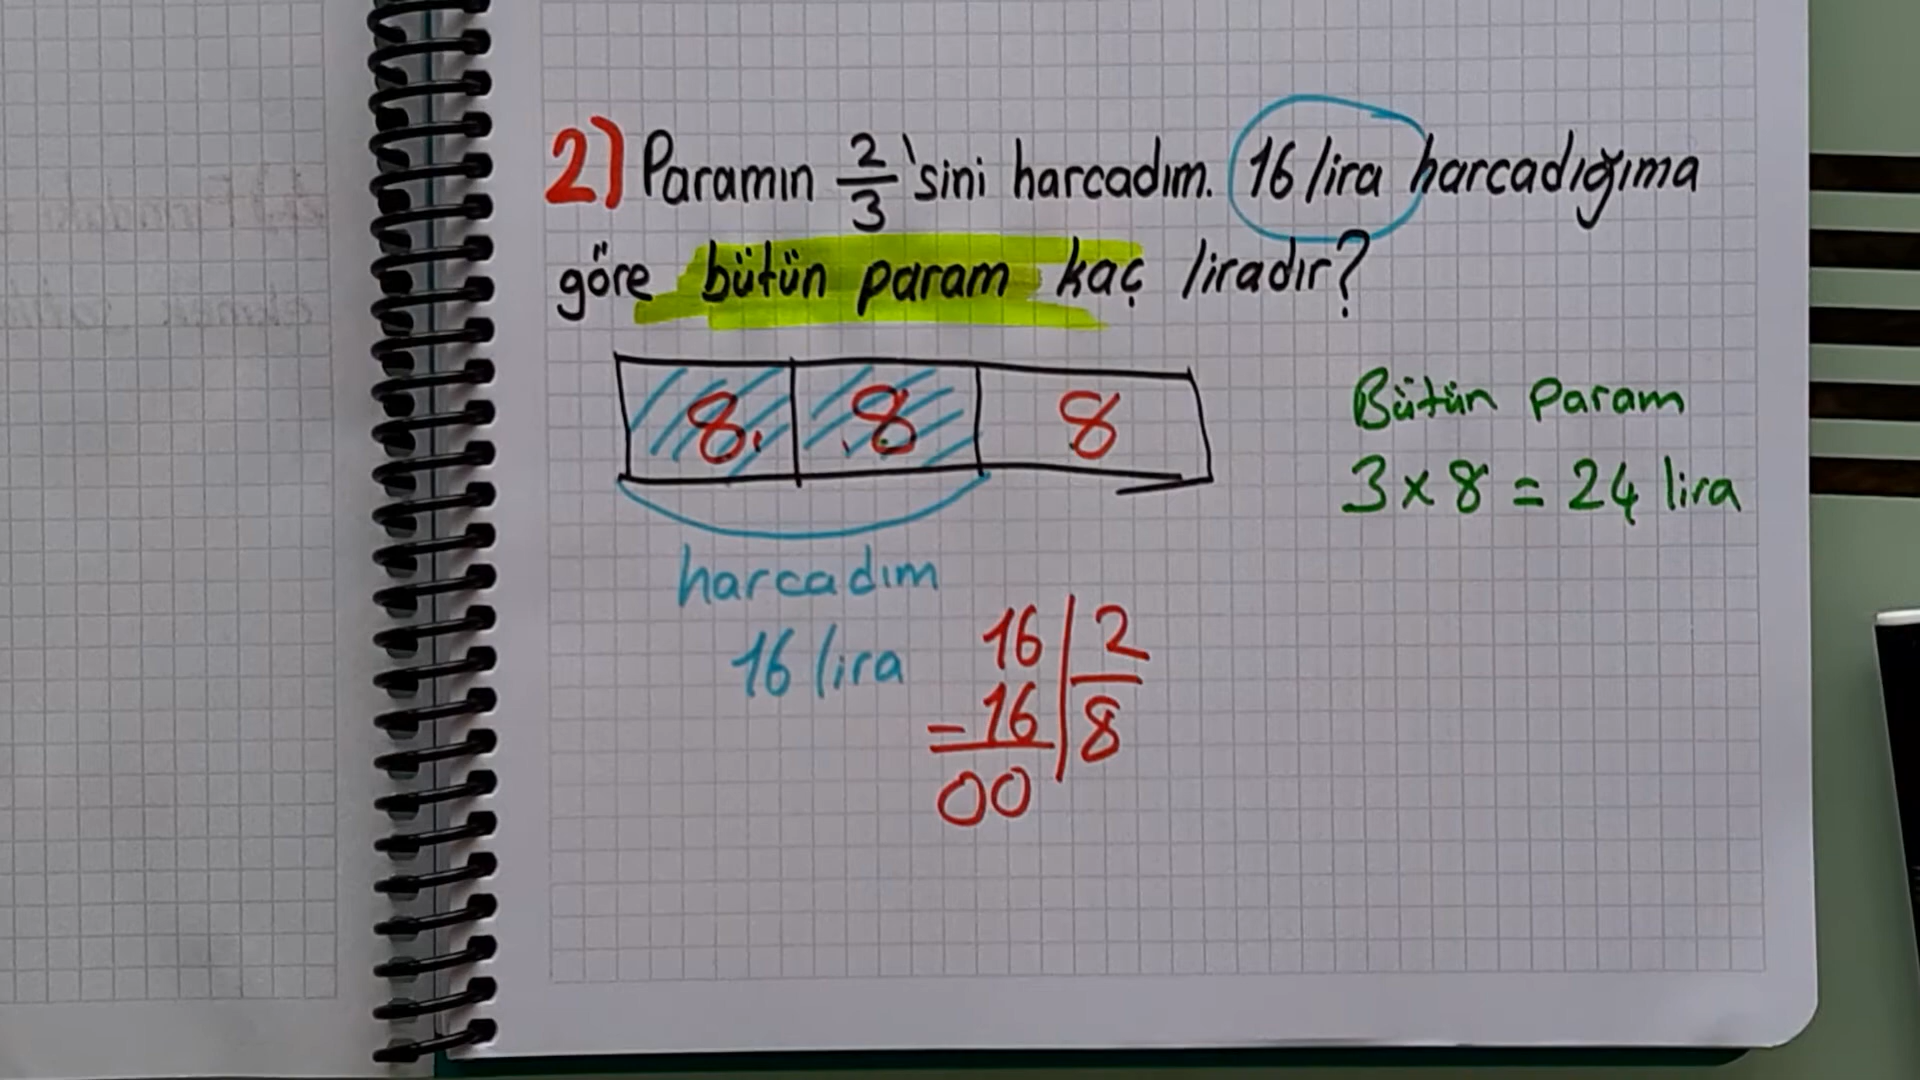 2) Paramın 2/3'sini harcadım. 16 lira harcadığıma
göre bütün param kaç liradır?
8. .8 8
Bütün Param
3 x 8 = 24 lira
harcadım
16 lira
16 | 2
- 16 | 8
00